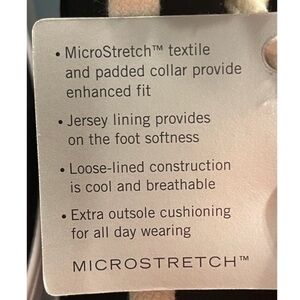 • MicroStretch™ textile
and padded collar provide
enhanced fit
• Jersey lining provides
on the foot softness
• Loose-lined construction
is cool and breathable
• Extra outsole cushioning
for all day wearing
MICROSTRETCH™